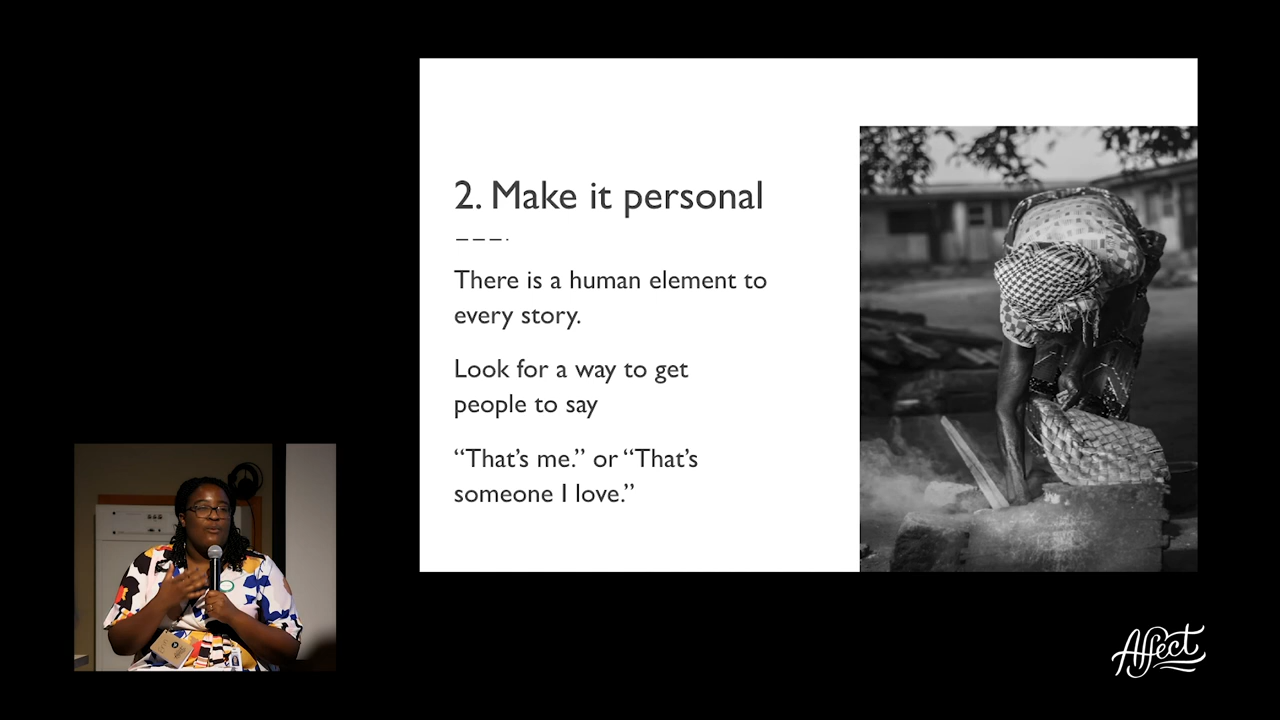 2. Make it personal
There is a human element to
every story.
Look for a way to get
people to say
“That’s me.” or “That’s
someone I love.”
Affect